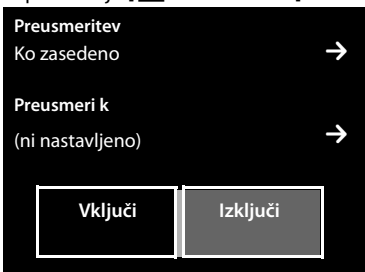 Preusmeritev
Ko zasedeno →
Preusmeri k
(ni nastavljeno) →
Vključi Izključi